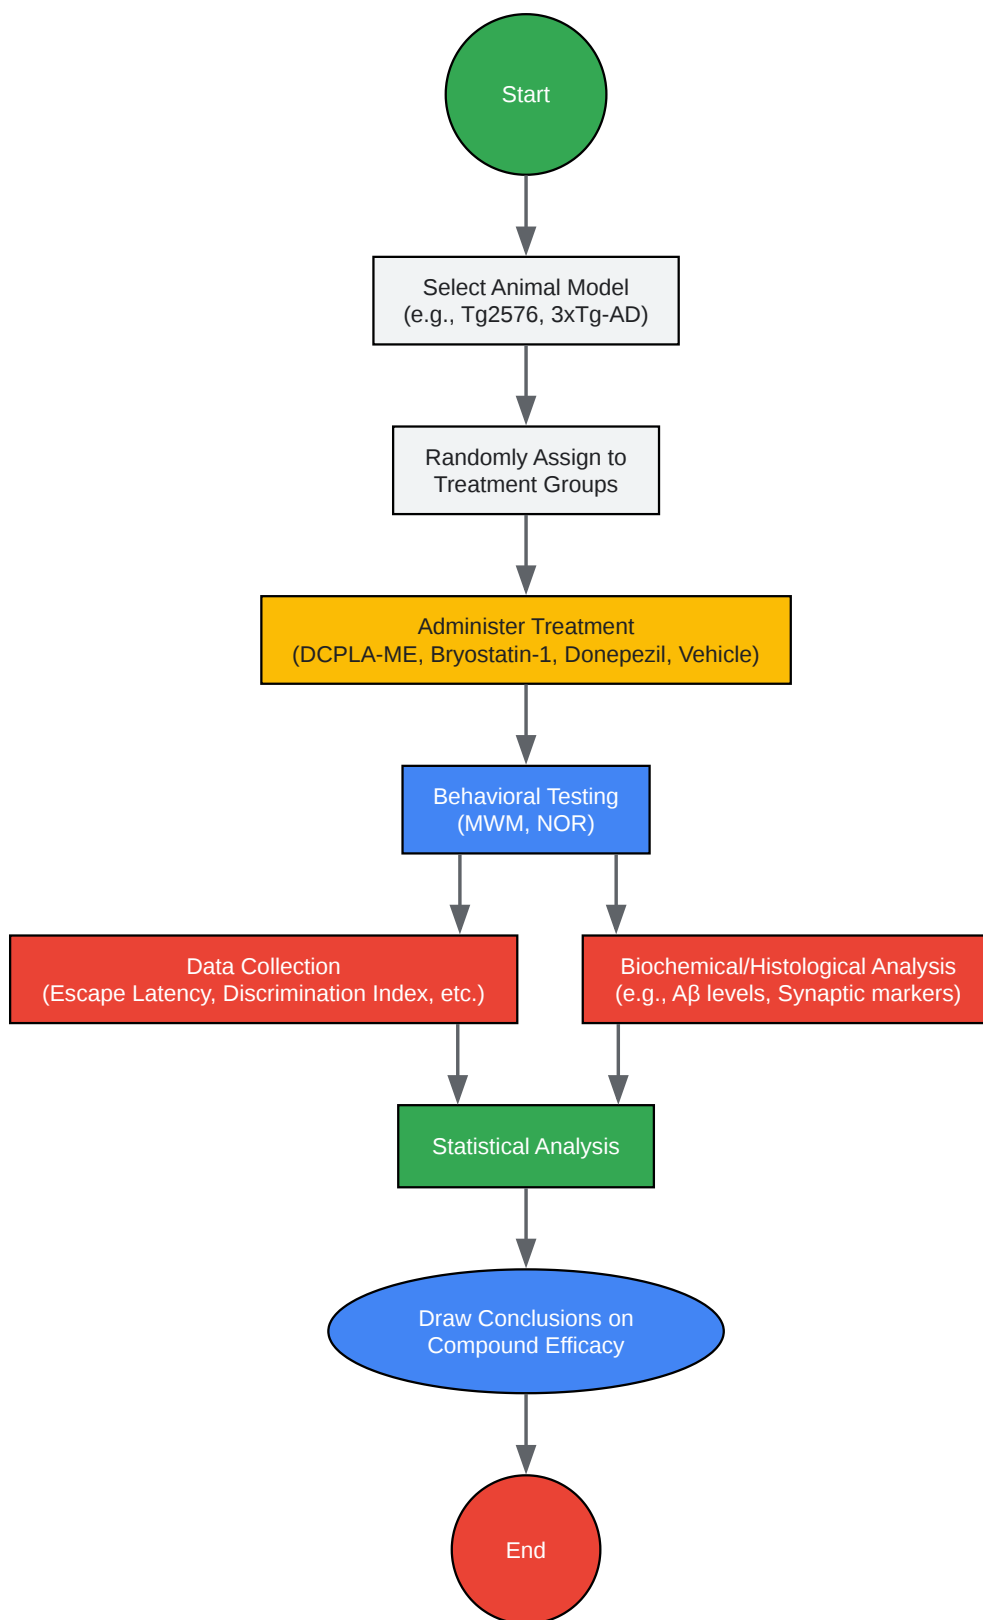 Start
Select Animal Model
(e.g., Tg2576, 3xTg-AD)
Randomly Assign to
Treatment Groups
Administer Treatment
(DCPLA-ME, Bryostatin-1, Donepezil, Vehicle)
Behavioral Testing
(MWM, NOR)
Data Collection
(Escape Latency, Discrimination Index, etc.)
Biochemical/Histological Analysis
(e.g., Aβ levels, Synaptic markers)
Statistical Analysis
Draw Conclusions on
Compound Efficacy
End